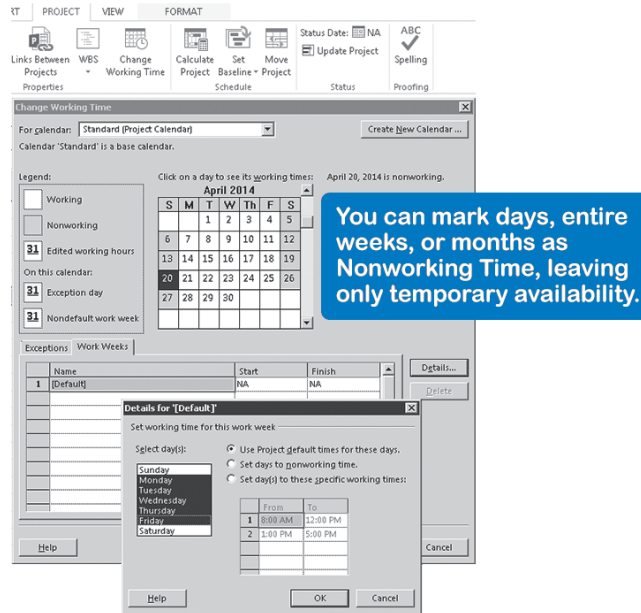 RT PROJECT VIEW FORMAT
Links Between Projects
WBS
Change Working Time
Calculate Project
Set Baseline
Move Project
Status Date: NA
Update Project
ABC
Spelling
Properties
Schedule
Status
Proofing
Change Working Time
For calendar: Standard (Project Calendar)
Create New Calendar ...
Calendar 'Standard' is a base calendar.
Legend:
Working
Nonworking
31 Edited working hours
On this calendar:
31 Exception day
31 Nondefault work week
Click on a day to see its working times:
April 20, 2014 is nonworking.
April 2014
S M T W Th F S
1 2 3 4 5
6 7 8 9 10 11 12
13 14 15 16 17 18 19
20 21 22 23 24 25 26
27 28 29 30
You can mark days, entire
weeks, or months as
Nonworking Time, leaving
only temporary availability.
Exceptions Work Weeks
Name Start Finish
1 [Default] NA NA
Details...
Delete
Help
Cancel
Details for '[Default]'
Set working time for this work week
Select day(s):
Sunday
Monday
Tuesday
Wednesday
Thursday
Friday
Saturday
Use Project default times for these days.
Set days to nonworking time.
Set day(s) to these specific working times:
From To
1 8:00 AM 12:00 PM
2 1:00 PM 5:00 PM
Help
OK
Cancel